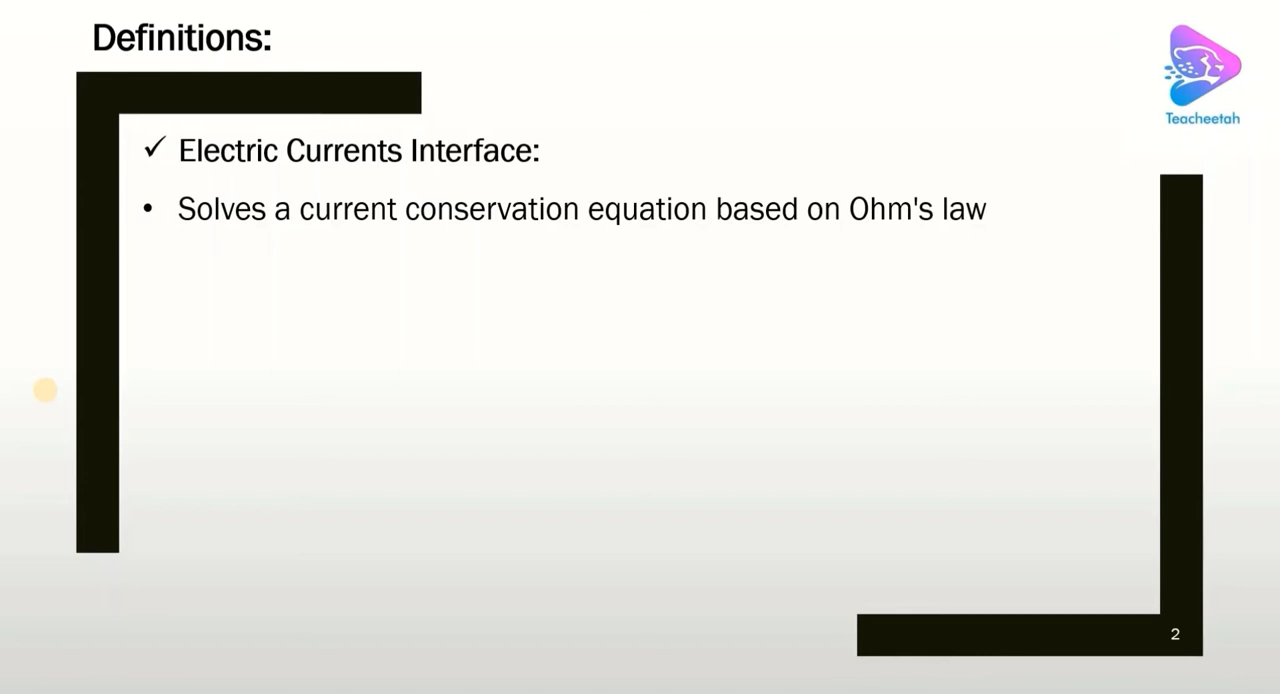 Definitions:
Teacheetah
✓ Electric Currents Interface:
• Solves a current conservation equation based on Ohm's law
2